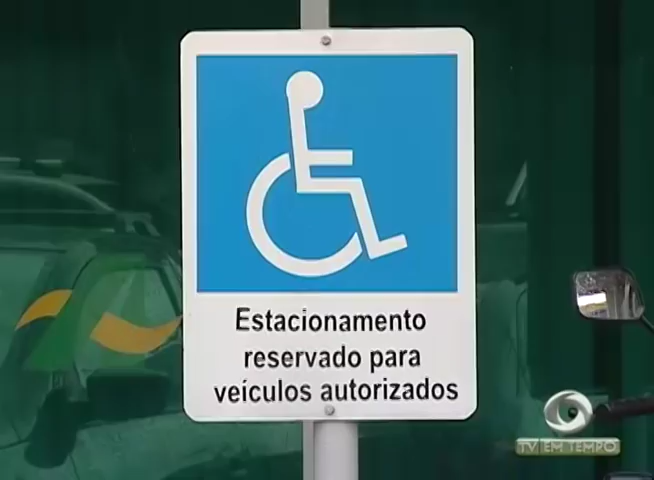 Estacionamento
reservado para
veículos autorizados
TV EM TEMPO